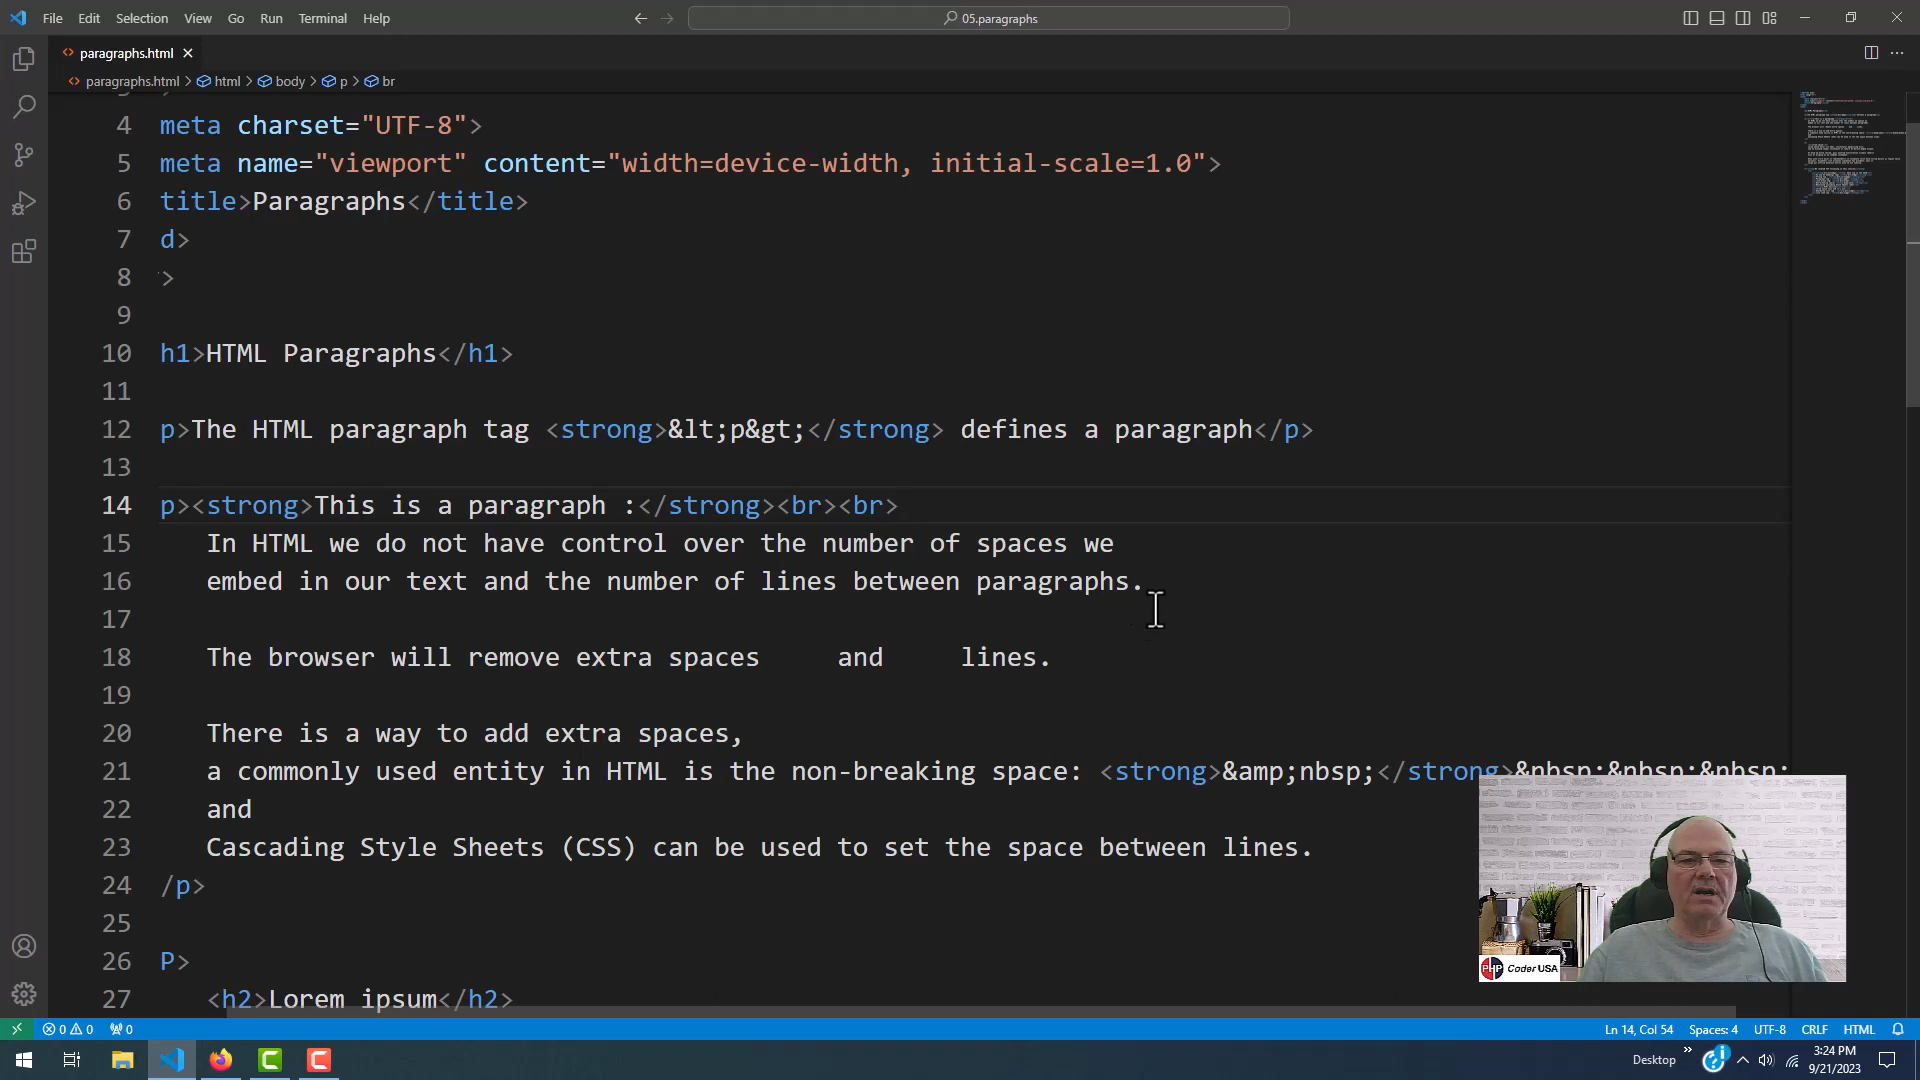 File Edit Selection View Go Run Terminal Help
05.paragraphs
paragraphs.html
paragraphs.html > html > body > p > br
4 meta charset="UTF-8">
5 meta name="viewport" content="width=device-width, initial-scale=1.0">
6 title>Paragraphs</title>
7 d>
8 >
9
10 h1>HTML Paragraphs</h1>
11
12 p>The HTML paragraph tag <strong>&lt;p&gt;</strong> defines a paragraph</p>
13
14 p><strong>This is a paragraph :</strong><br><br>
15 In HTML we do not have control over the number of spaces we
16 embed in our text and the number of lines between paragraphs.
17
18 The browser will remove extra spaces     and     lines.
19
20 There is a way to add extra spaces,
21 a commonly used entity in HTML is the non-breaking space: <strong>&amp;nbsp;</strong>&nbsp;&nbsp;&nbsp;
22 and
23 Cascading Style Sheets (CSS) can be used to set the space between lines.
24 /p>
25
26 P>
27 <h2>Lorem ipsum</h2>
PHP Coder USA
0 0 0
Ln 14, Col 54 Spaces: 4 UTF-8 CRLF HTML
Desktop
3:24 PM
9/21/2023